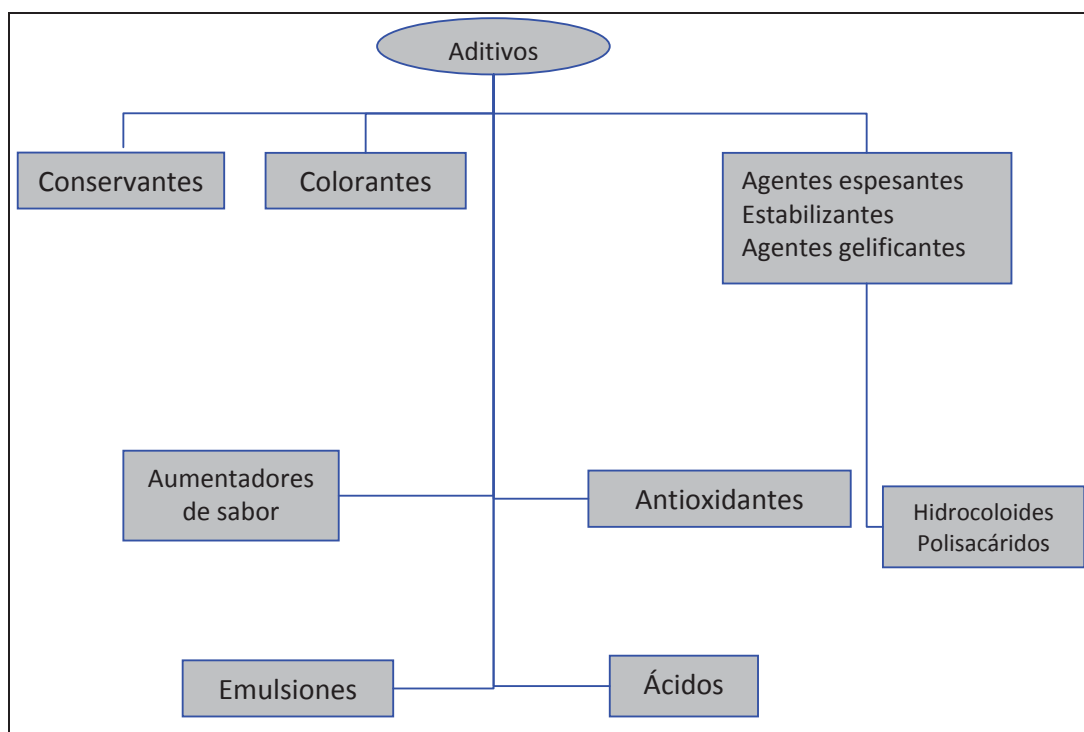 Aditivos
Conservantes
Colorantes
Agentes espesantes
Estabilizantes
Agentes gelificantes
Aumentadores
de sabor
Antioxidantes
Hidrocoloides
Polisacáridos
Emulsiones
Ácidos